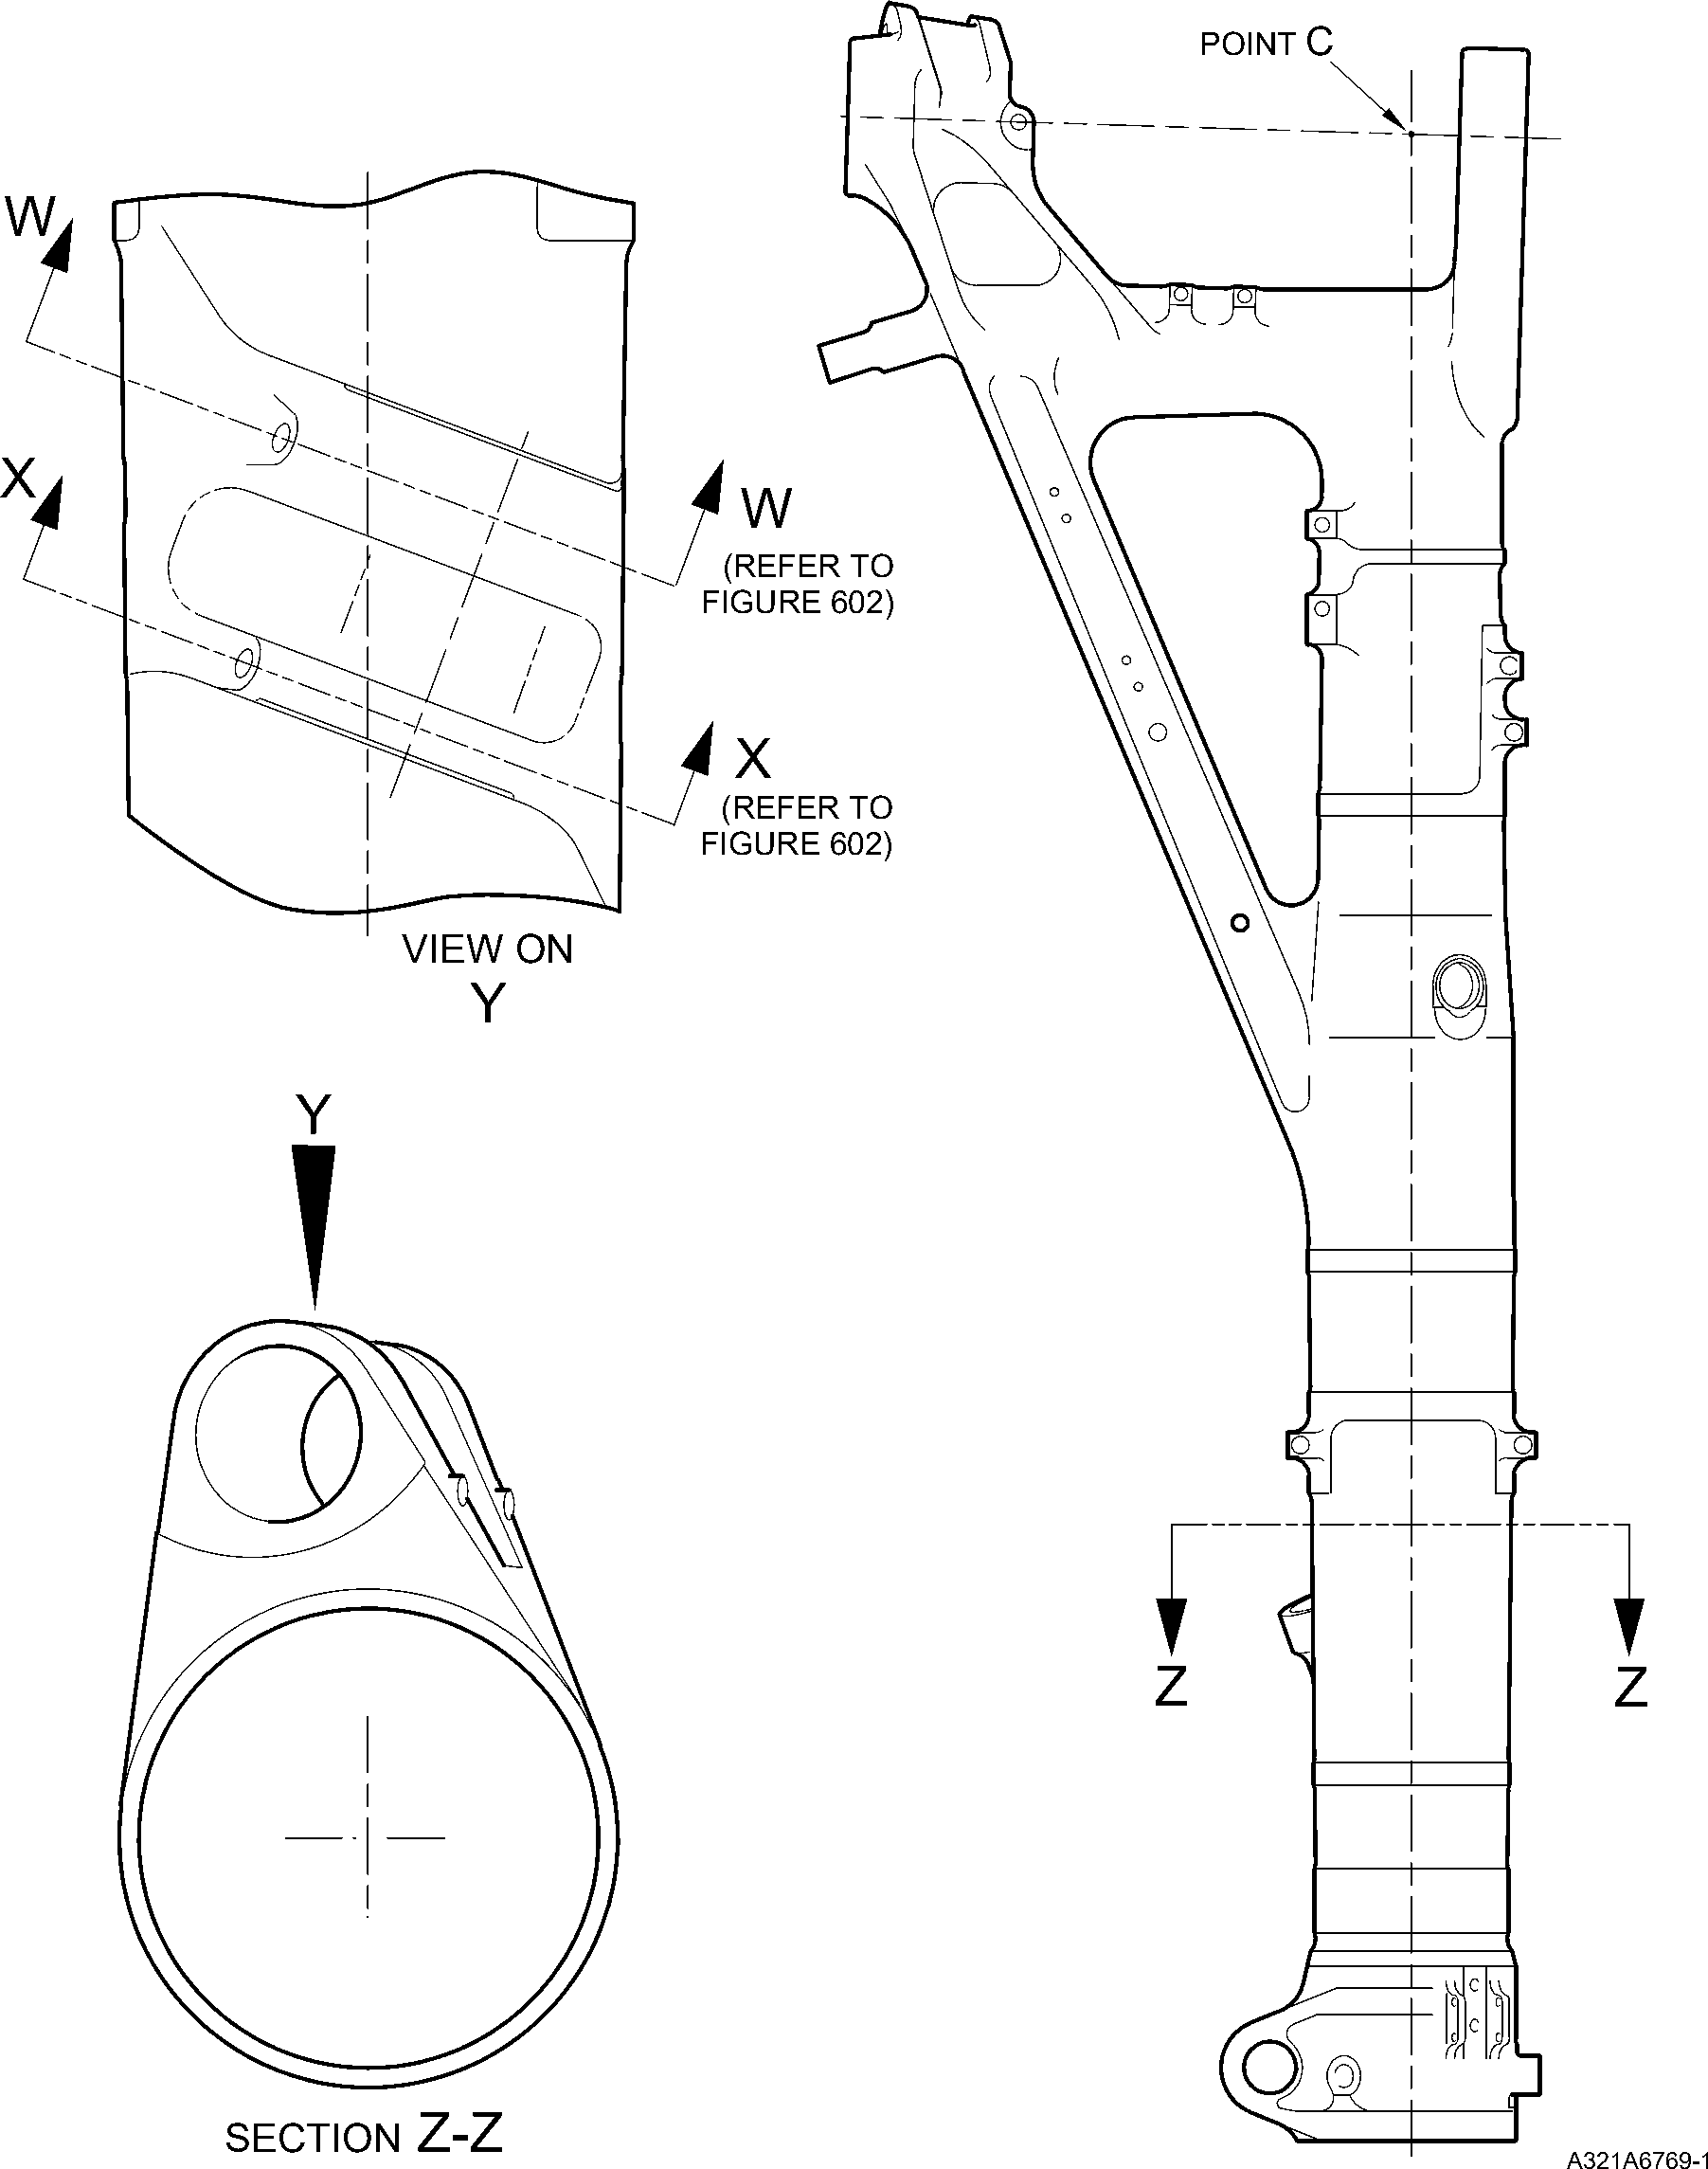 POINT C
W
X
W
(REFER TO
FIGURE 602)
X
(REFER TO
FIGURE 602)
VIEW ON
Y
Y
Z
Z
SECTION Z-Z
A321A6769-1